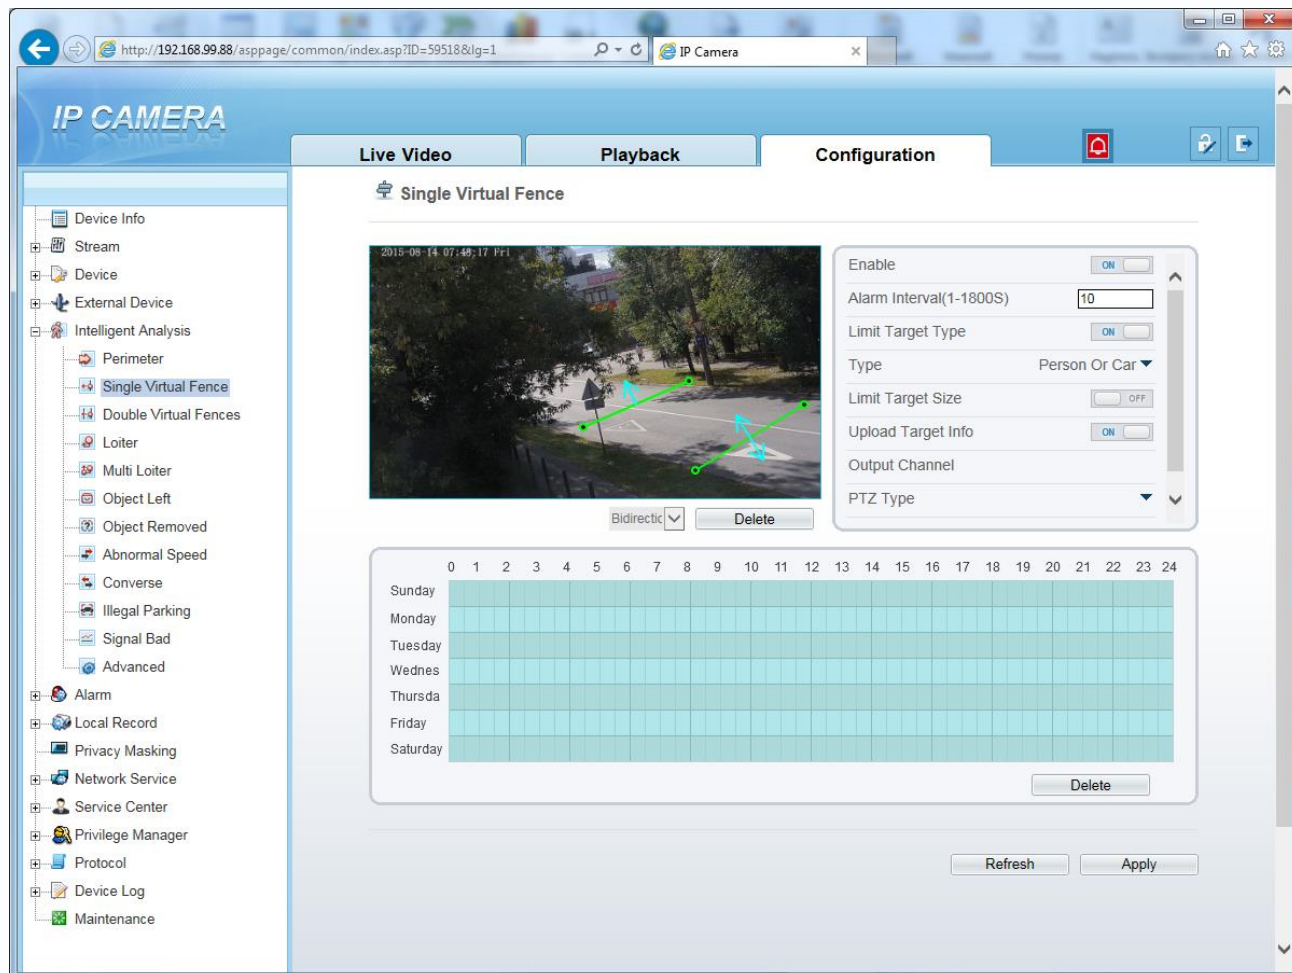 http://192.168.99.88/asppage/common/index.asp?ID=59518&lg=1
IP Camera
IP CAMERA
Live Video
Playback
Configuration
Single Virtual Fence
Device Info
Stream
Device
External Device
Intelligent Analysis
Perimeter
Single Virtual Fence
Double Virtual Fences
Loiter
Multi Loiter
Object Left
Object Removed
Abnormal Speed
Converse
Illegal Parking
Signal Bad
Advanced
Alarm
Local Record
Privacy Masking
Network Service
Service Center
Privilege Manager
Protocol
Device Log
Maintenance
2015-08-14 07:48:17 Fri
Bidirectic
Delete
Enable ON
Alarm Interval(1-1800S) 10
Limit Target Type ON
Type Person Or Car
Limit Target Size OFF
Upload Target Info ON
Output Channel
PTZ Type
0 1 2 3 4 5 6 7 8 9 10 11 12 13 14 15 16 17 18 19 20 21 22 23 24
Sunday
Monday
Tuesday
Wednes
Thursda
Friday
Saturday
Delete
Refresh
Apply